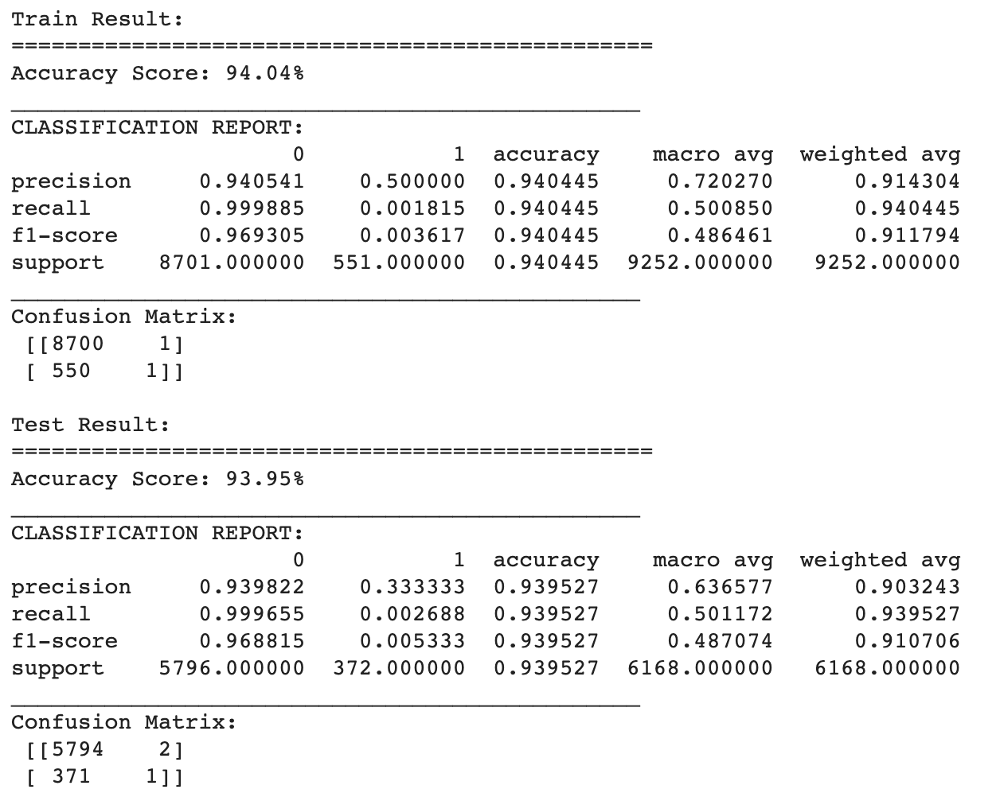 Train Result:
================================================
Accuracy Score: 94.04%
_______________________________________________
CLASSIFICATION REPORT:
                     0           1  accuracy    macro avg  weighted avg
precision     0.940541    0.500000  0.940445     0.720270      0.914304
recall        0.999885    0.001815  0.940445     0.500850      0.940445
f1-score      0.969305    0.003617  0.940445     0.486461      0.911794
support    8701.000000  551.000000  0.940445  9252.000000   9252.000000
_______________________________________________
Confusion Matrix:
 [[8700    1]
 [ 550    1]]

Test Result:
================================================
Accuracy Score: 93.95%
_______________________________________________
CLASSIFICATION REPORT:
                     0           1  accuracy    macro avg  weighted avg
precision     0.939822    0.333333  0.939527     0.636577      0.903243
recall        0.999655    0.002688  0.939527     0.501172      0.939527
f1-score      0.968815    0.005333  0.939527     0.487074      0.910706
support    5796.000000  372.000000  0.939527  6168.000000   6168.000000
_______________________________________________
Confusion Matrix:
 [[5794    2]
 [ 371    1]]